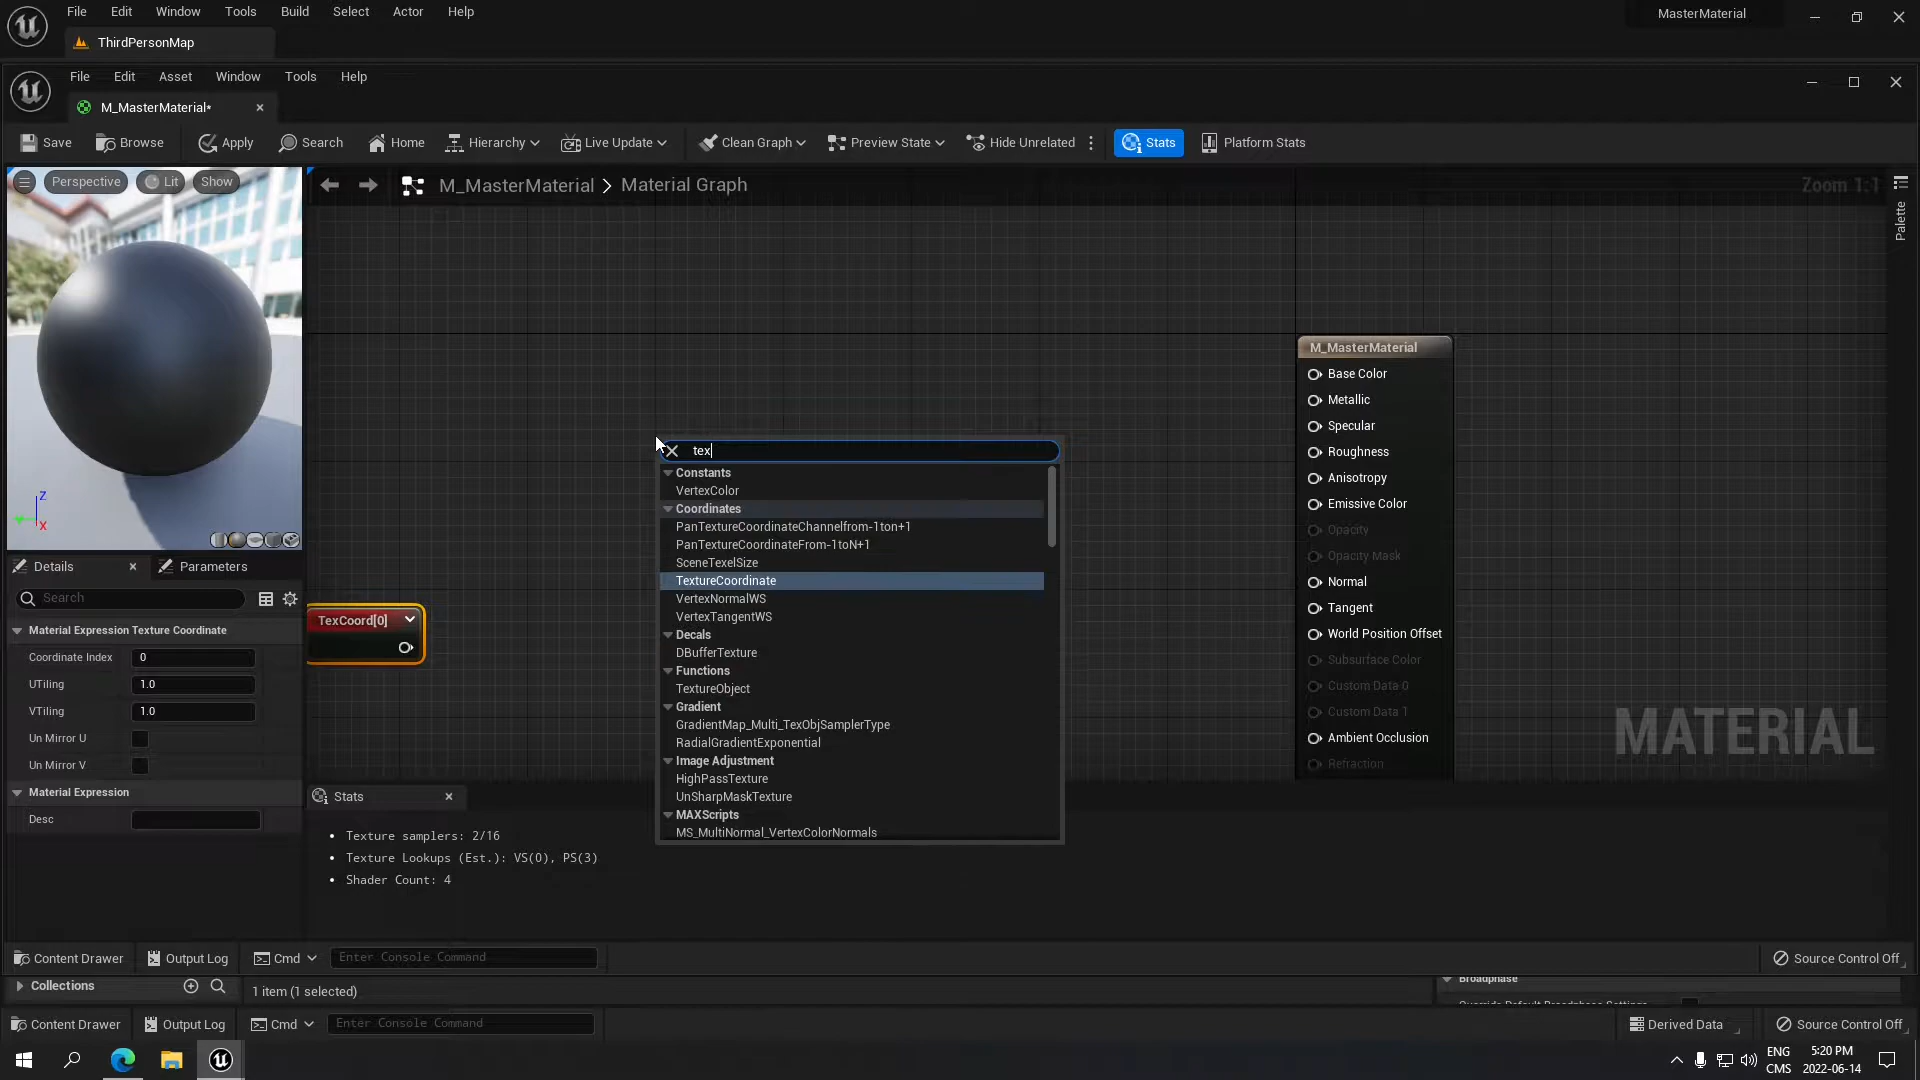 File Edit Window Tools Build Select Actor Help
MasterMaterial
ThirdPersonMap
File Edit Asset Window Tools Help
M_MasterMaterial*
Save Browse Apply Search Home Hierarchy Live Update Clean Graph Preview State Hide Unrelated Stats Platform Stats
Perspective Lit Show
M_MasterMaterial > Material Graph
Zoom 1:1
Palette
M_MasterMaterial
Base Color
Metallic
Specular
Roughness
Anisotropy
Emissive Color
Opacity
Opacity Mask
Normal
Tangent
World Position Offset
Subsurface Color
Custom Data 0
Custom Data 1
Ambient Occlusion
Refraction
MATERIAL
tex
Constants
VertexColor
Coordinates
PanTextureCoordinateChannelfrom-1ton+1
PanTextureCoordinateFrom-1toN+1
SceneTexelSize
TextureCoordinate
VertexNormalWS
VertexTangentWS
Decals
DBufferTexture
Functions
TextureObject
Gradient
GradientMap_Multi_TexObjSamplerType
RadialGradientExponential
Image Adjustment
HighPassTexture
UnSharpMaskTexture
MAXScripts
MS_MultiNormal_VertexColorNormals
Z
X
TexCoord[0]
Details Parameters
Search
Material Expression Texture Coordinate
Coordinate Index 0
UTiling 1.0
VTiling 1.0
Un Mirror U
Un Mirror V
Material Expression
Desc
Stats
Texture samplers: 2/16
Texture Lookups (Est.): VS(0), PS(3)
Shader Count: 4
Content Drawer Output Log Cmd Enter Console Command
Source Control Off
Collections
1 item (1 selected)
Broadphase
Override Default Broadphase Settings
Content Drawer Output Log Cmd Enter Console Command
Derived Data Source Control Off
ENG
CMS
5:20 PM
2022-06-14